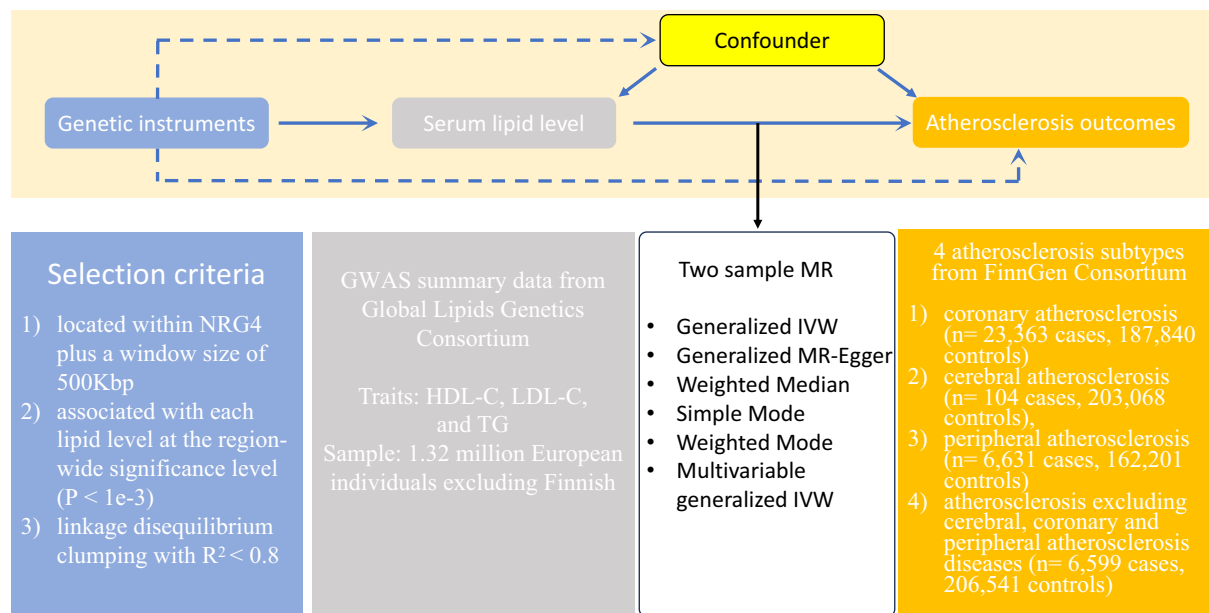 Confounder
Genetic instruments
Serum lipid level
Atherosclerosis outcomes
Selection criteria
1) located within NRG4
plus a window size of
500Kbp
2) associated with each
lipid level at the region-
wide significance level
(P < 1e-3)
3) linkage disequilibrium
clumping with R² < 0.8
GWAS summary data from
Global Lipids Genetics
Consortium
Traits: HDL-C, LDL-C,
and TG
Sample: 1.32 million European
individuals excluding Finnish
Two sample MR
• Generalized IVW
• Generalized MR-Egger
• Weighted Median
• Simple Mode
• Weighted Mode
• Multivariable
generalized IVW
4 atherosclerosis subtypes
from FinnGen Consortium
1) coronary atherosclerosis
(n= 23,363 cases, 187,840
controls)
2) cerebral atherosclerosis
(n= 104 cases, 203,068
controls),
3) peripheral atherosclerosis
(n= 6,631 cases, 162,201
controls)
4) atherosclerosis excluding
cerebral, coronary and
peripheral atherosclerosis
diseases (n= 6,599 cases,
206,541 controls)